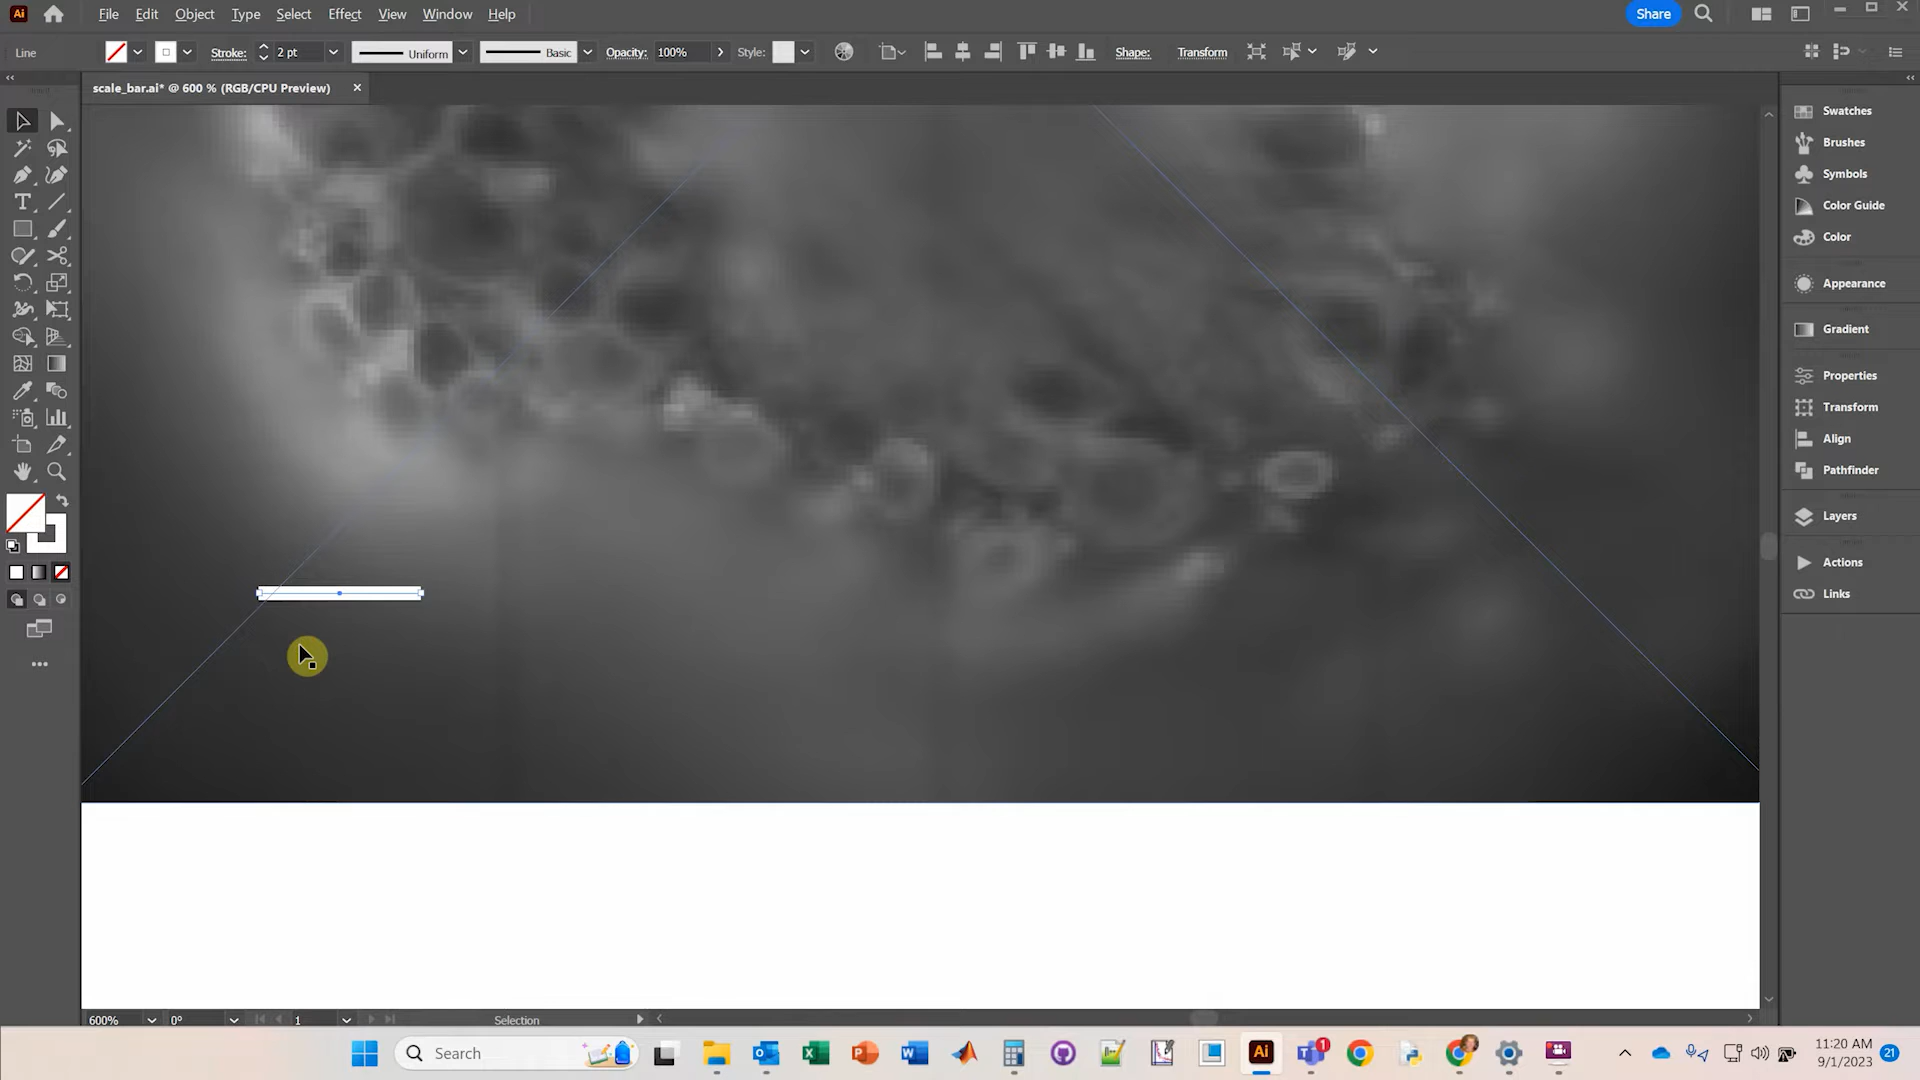 Ai File Edit Object Type Select Effect View Window Help Share
Line Stroke: 2 pt Uniform Basic Opacity: 100% Style: Shape: Transform
scale_bar.ai* @ 600 % (RGB/CPU Preview) ×
Swatches
Brushes
Symbols
Color Guide
Color
Appearance
Gradient
Properties
Transform
Align
Pathfinder
Layers
Actions
Links
600% 0° 1 Selection
Search
Ai 1
11:20 AM
9/1/2023
21